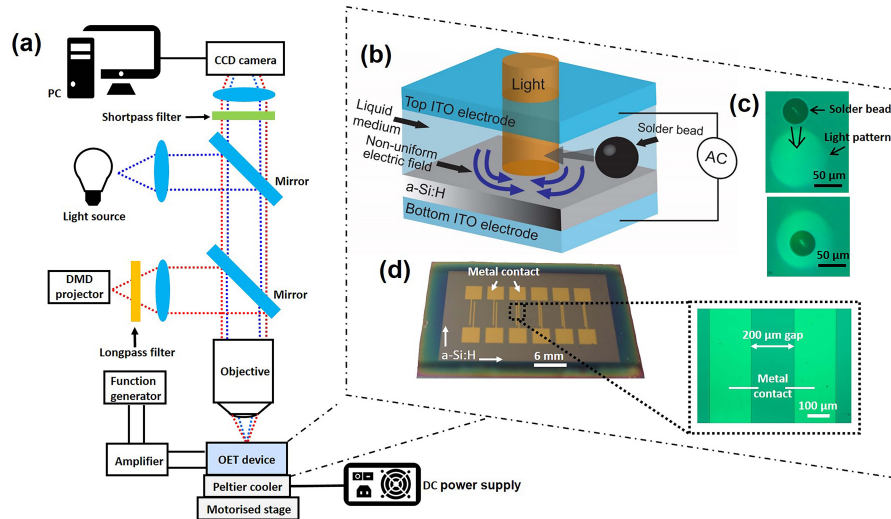 (a)
PC
CCD camera
Shortpass filter
Mirror
Light source
DMD
projector
Mirror
Longpass filter
Function
generator
Objective
Amplifier
OET device
Peltier cooler
Motorised stage
DC power supply
(b)
Light
Top ITO electrode
Liquid
medium
Non-uniform
electric field
Solder bead
a-Si:H
Bottom ITO electrode
AC
(c)
Solder bead
Light pattern
50 µm
50 µm
(d)
Metal contact
a-Si:H
6 mm
200 µm gap
Metal
contact
100 µm